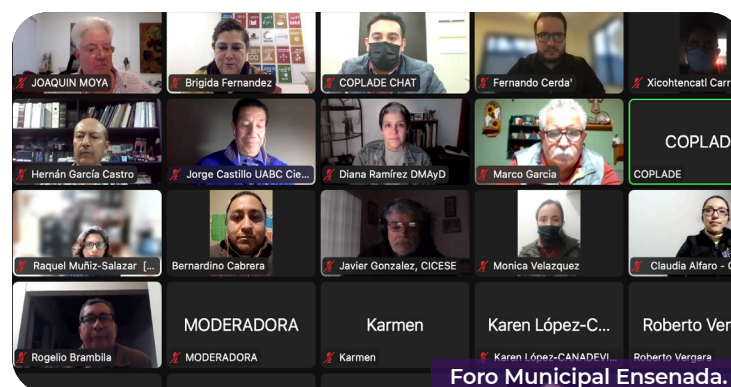 JOAQUIN MOYA
Brigida Fernandez
COPLADE CHAT
Fernando Cerda'
Xicohtencatl Carr
Hernán García Castro
Jorge Castillo UABC Cie...
Diana Ramírez DMAyD
Marco Garcia
COPLAD
COPLADE
Raquel Muñiz-Salazar [...
Bernardino Cabrera
Javier Gonzalez, CICESE
Monica Velazquez
Claudia Alfaro -
Rogelio Brambila
MODERADORA
MODERADORA
Karmen
Karmen
Karen López-C...
Karen López-CANADEVI...
Roberto Ver
Roberto Vergara
Foro Municipal Ensenada.